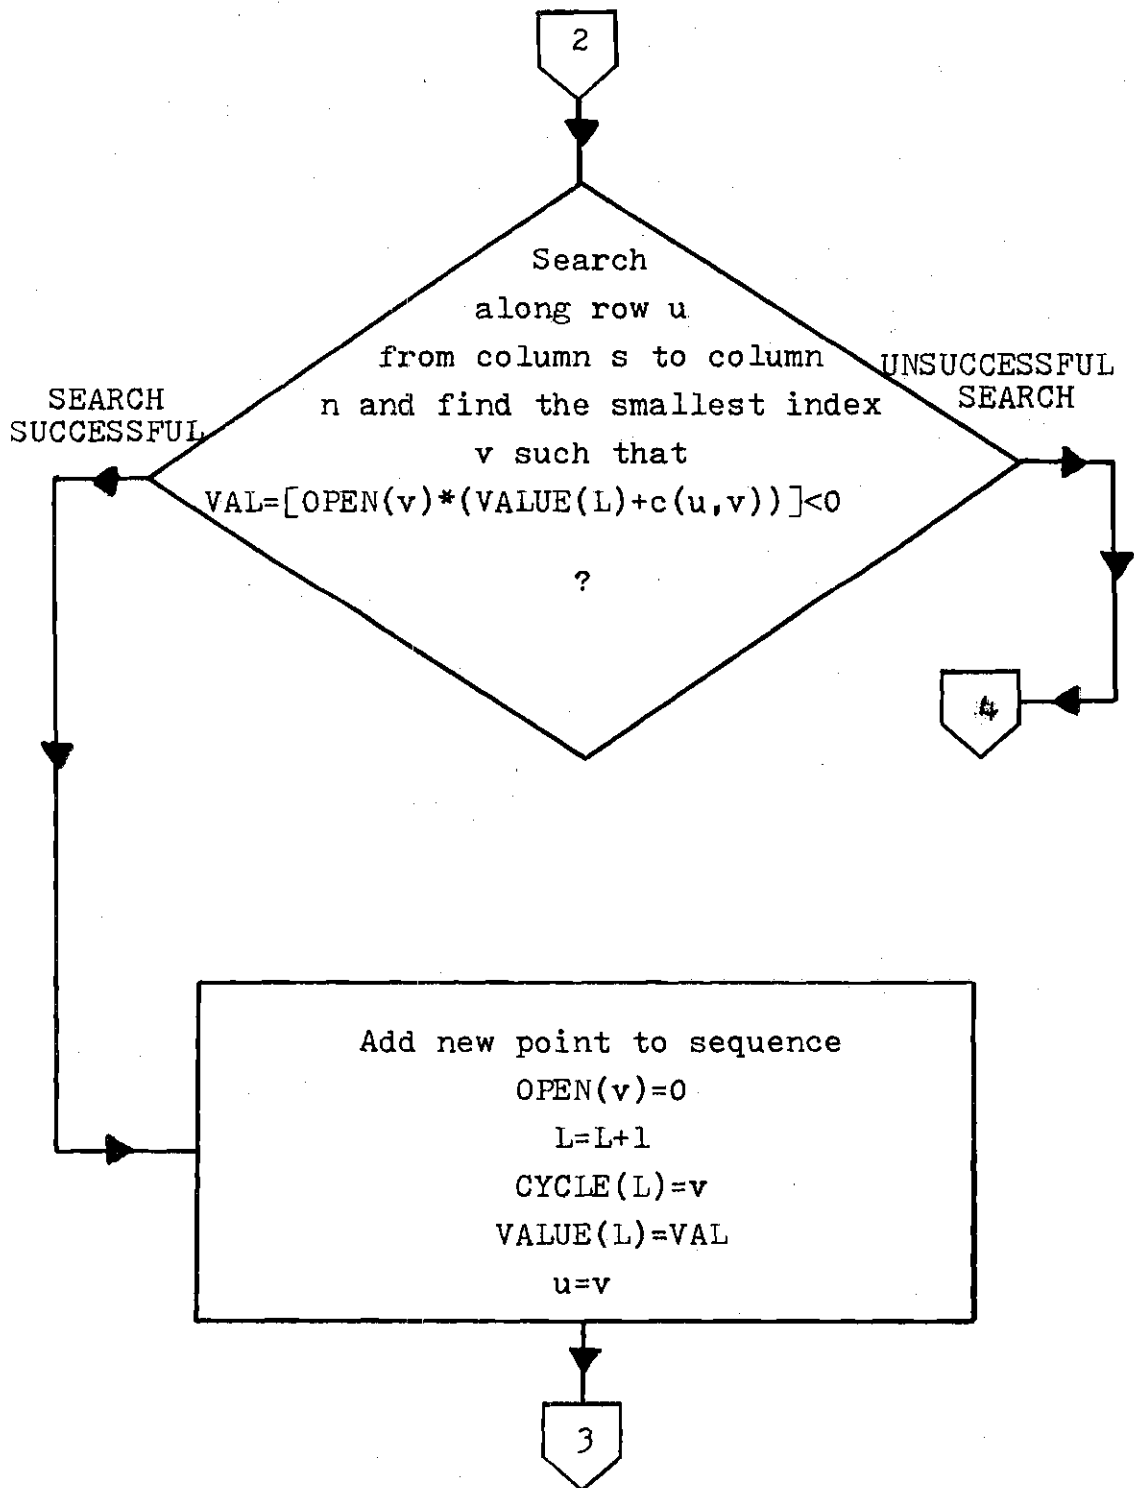 2
Search
along row u
from column s to column
n and find the smallest index
v such that
VAL=[OPEN(v)*(VALUE(L)+c(u,v))]<0
?
SEARCH
SUCCESSFUL
UNSUCCESSFUL
SEARCH
4
Add new point to sequence
OPEN(v)=0
L=L+1
CYCLE(L)=v
VALUE(L)=VAL
u=v
3